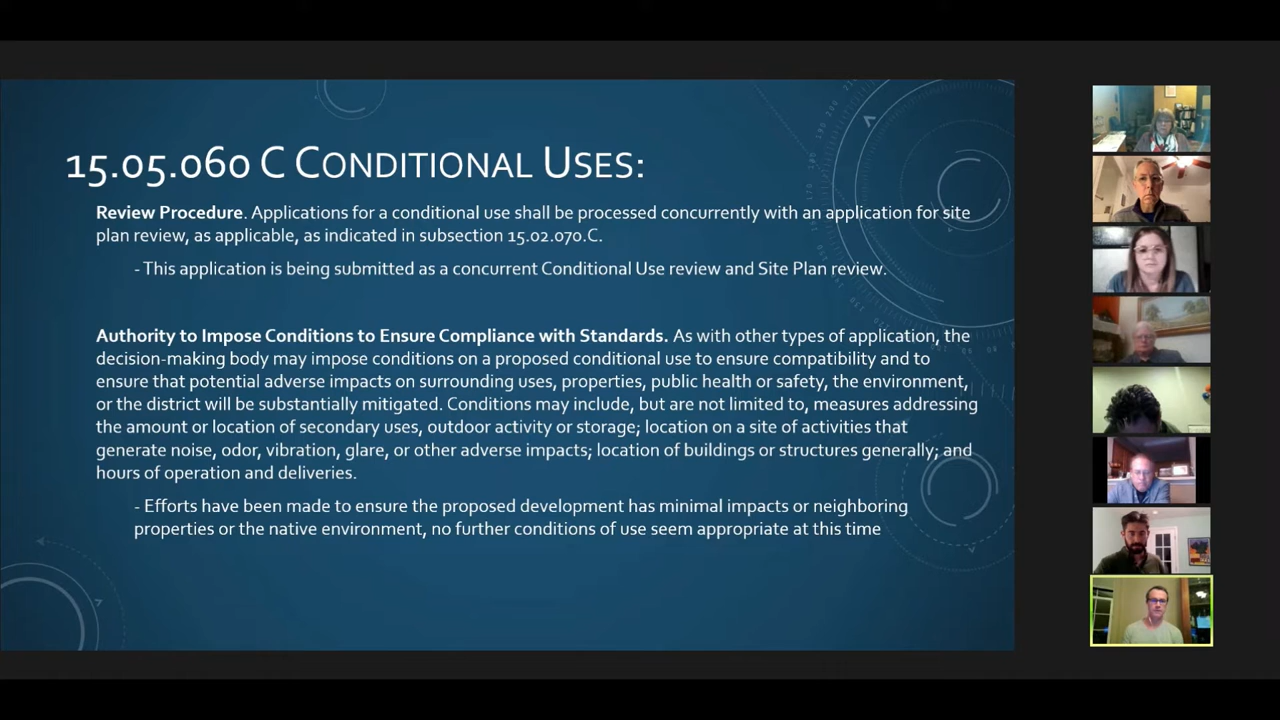 15.05.060 C Conditional Uses:
Review Procedure. Applications for a conditional use shall be processed concurrently with an application for site
plan review, as applicable, as indicated in subsection 15.02.070.C.
- This application is being submitted as a concurrent Conditional Use review and Site Plan review.
Authority to Impose Conditions to Ensure Compliance with Standards. As with other types of application, the
decision-making body may impose conditions on a proposed conditional use to ensure compatibility and to
ensure that potential adverse impacts on surrounding uses, properties, public health or safety, the environment,
or the district will be substantially mitigated. Conditions may include, but are not limited to, measures addressing
the amount or location of secondary uses, outdoor activity or storage; location on a site of activities that
generate noise, odor, vibration, glare, or other adverse impacts; location of buildings or structures generally; and
hours of operation and deliveries.
- Efforts have been made to ensure the proposed development has minimal impacts or neighboring
properties or the native environment, no further conditions of use seem appropriate at this time